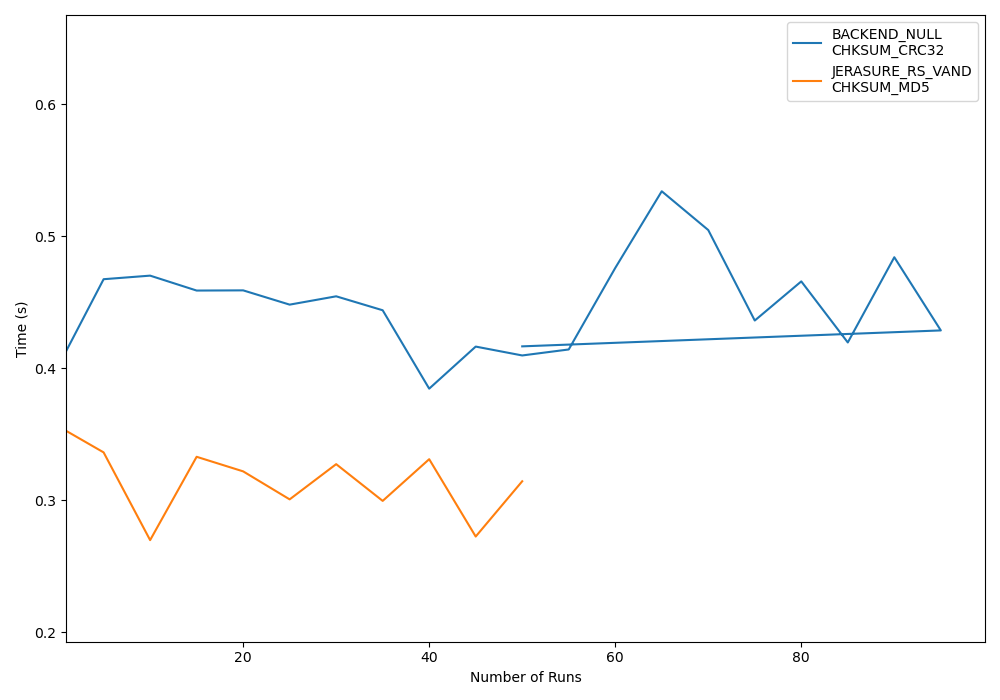 BACKEND_NULL
CHKSUM_CRC32
JERASURE_RS_VAND
CHKSUM_MD5
0.6
0.5
0.4
0.3
0.2
Time (s)
20 40 60 80
Number of Runs